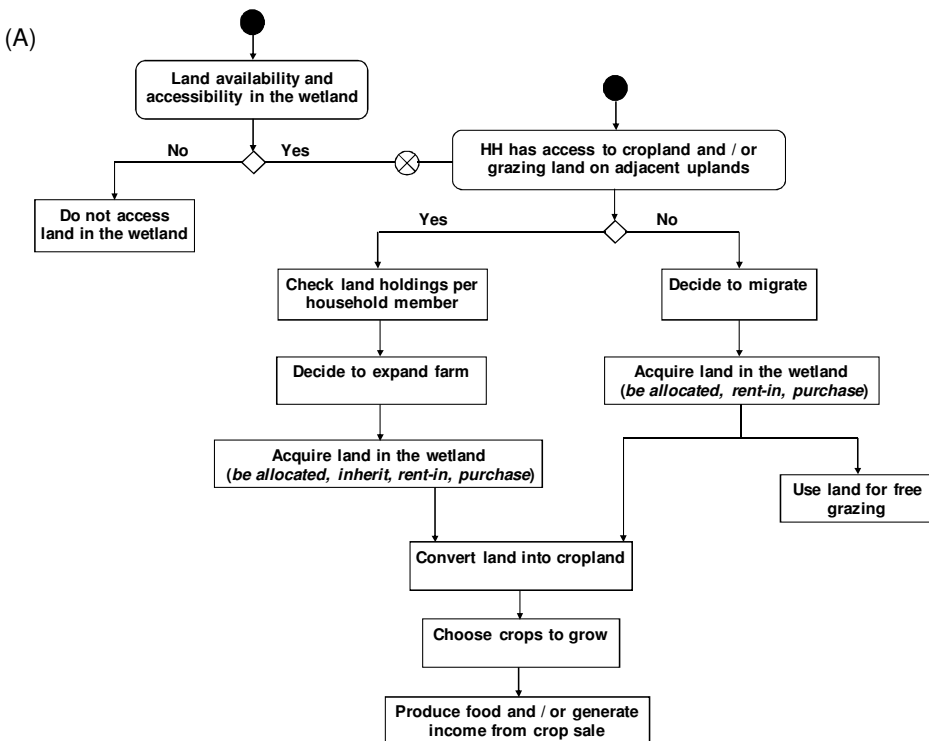 (A)
Land availability and
accessibility in the wetland
No
Yes
HH has access to cropland and / or
grazing land on adjacent uplands
Do not access
land in the wetland
Yes
No
Check land holdings per
household member
Decide to migrate
Decide to expand farm
Acquire land in the wetland
(be allocated, rent-in, purchase)
Acquire land in the wetland
(be allocated, inherit, rent-in, purchase)
Use land for free
grazing
Convert land into cropland
Choose crops to grow
Produce food and / or generate
income from crop sale